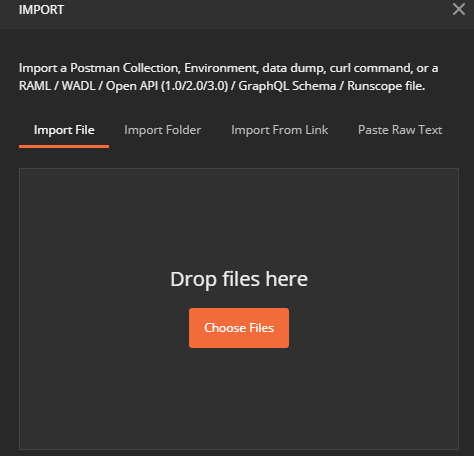 IMPORT
Import a Postman Collection, Environment, data dump, curl command, or a
RAML / WADL / Open API (1.0/2.0/3.0) / GraphQL Schema / Runscope file.
Import File Import Folder Import From Link Paste Raw Text
Drop files here
Choose Files